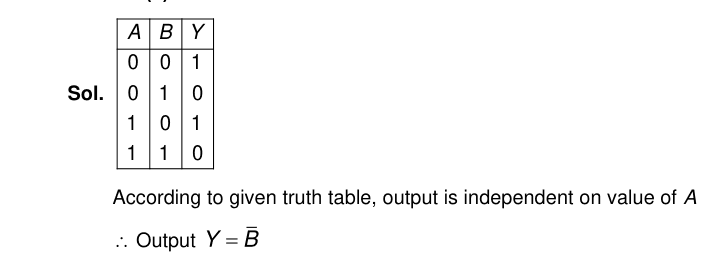 A B Y
0 0 1
Sol. 0 1 0
1 0 1
1 1 0
According to given truth table, output is independent on value of A
∴ Output Y = B̅